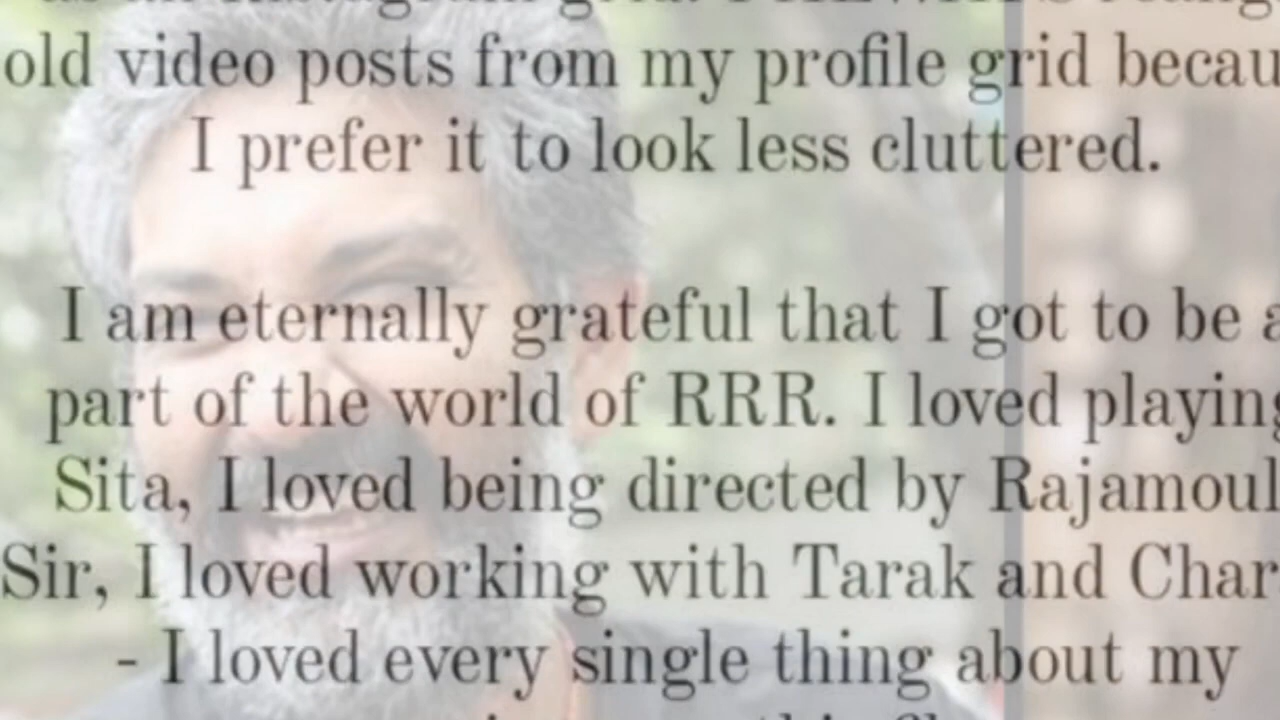 old video posts from my profile grid
I prefer it to look less cluttered.
I am eternally grateful that I got to be a
part of the world of RRR. I loved playing
Sita, I loved being directed by Rajamoul
Sir, I loved working with Tarak and Char
- I loved every single thing about my